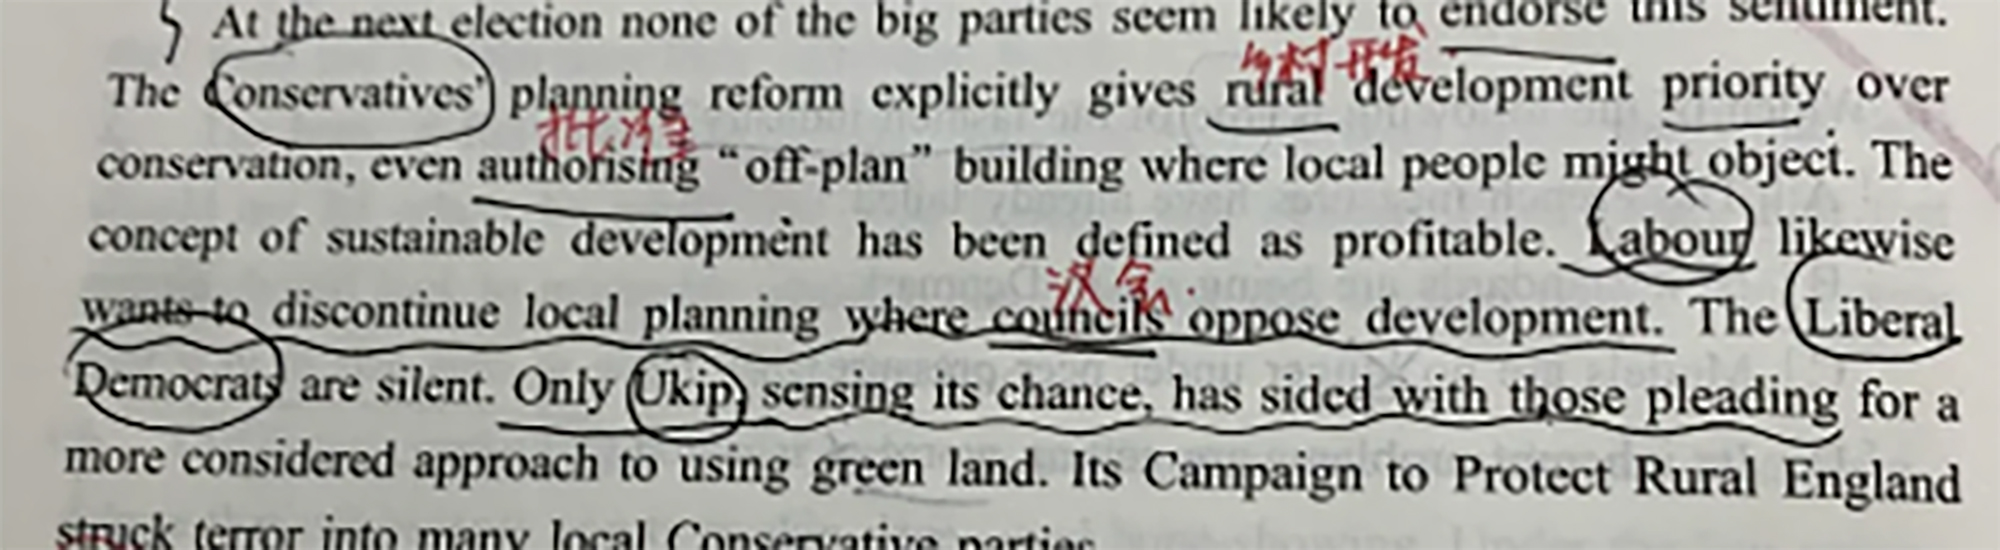 At the next election none of the big parties seem likely to endorse this sentiment.
乡村开发
The Conservatives' planning reform explicitly gives rural development priority over
批准
conservation, even authorising “off-plan” building where local people might object. The
concept of sustainable development has been defined as profitable. Labour likewise
议会
wants to discontinue local planning where councils oppose development. The Liberal
Democrats are silent. Only Ukip, sensing its chance, has sided with those pleading for a
more considered approach to using green land. Its Campaign to Protect Rural England
struck terror into many local Conservative parties